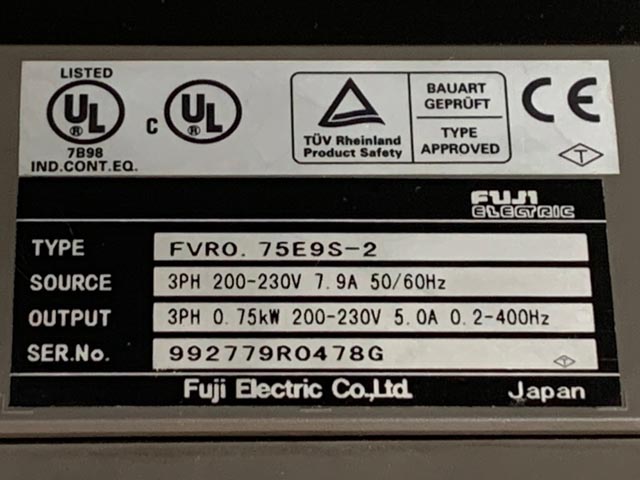 LISTED
UL
®
7B98
IND.CONT.EQ.
C UL
®
TÜV Rheinland
Product Safety
BAUART
GEPRÜFT
TYPE
APPROVED
CE
T
FUJI
ELECTRIC
TYPE FVR0.75E9S-2
SOURCE 3PH 200-230V 7.9A 50/60Hz
OUTPUT 3PH 0.75kW 200-230V 5.0A 0.2-400Hz
SER.No. 992779R0478G
T
Fuji Electric Co.,Ltd. Japan